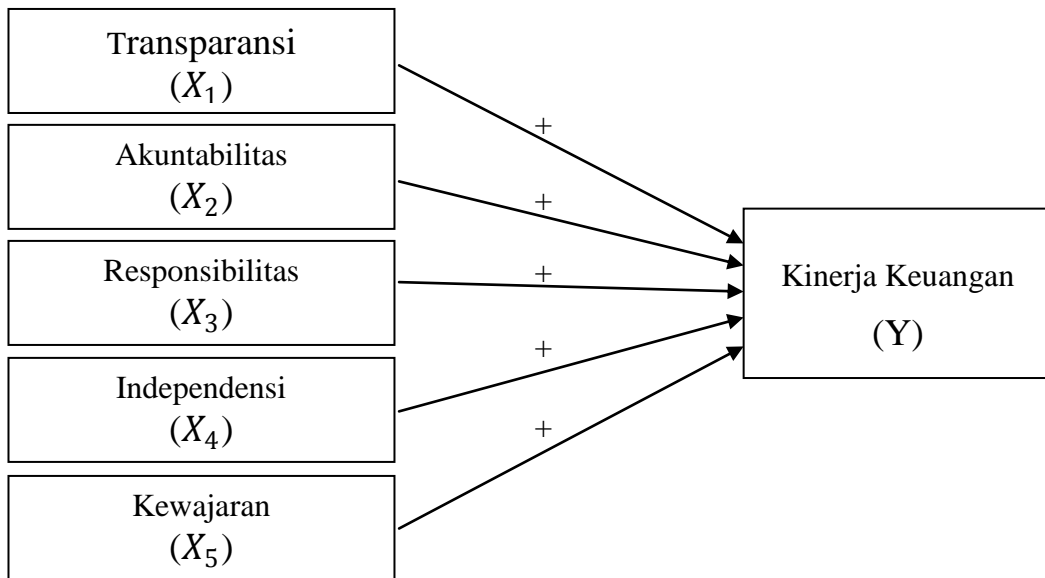 Transparansi
(X₁)
+
Akuntabilitas
(X₂)
+
Responsibilitas
(X₃)
+
Independensi
(X₄)
+
Kewajaran
(X₅)
+
Kinerja Keuangan
(Y)